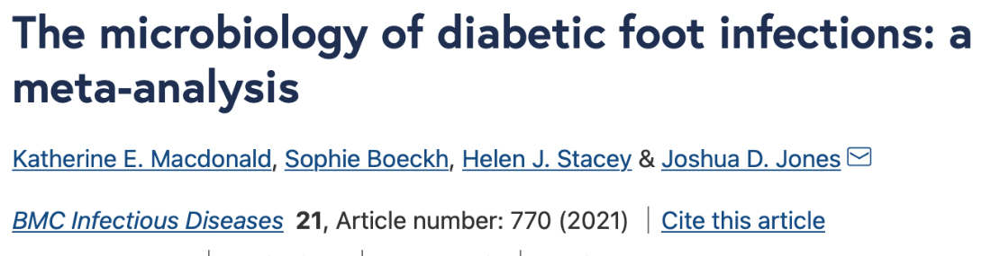 The microbiology of diabetic foot infections: a
meta-analysis
Katherine E. Macdonald, Sophie Boeckh, Helen J. Stacey & Joshua D. Jones
BMC Infectious Diseases 21, Article number: 770 (2021) | Cite this article